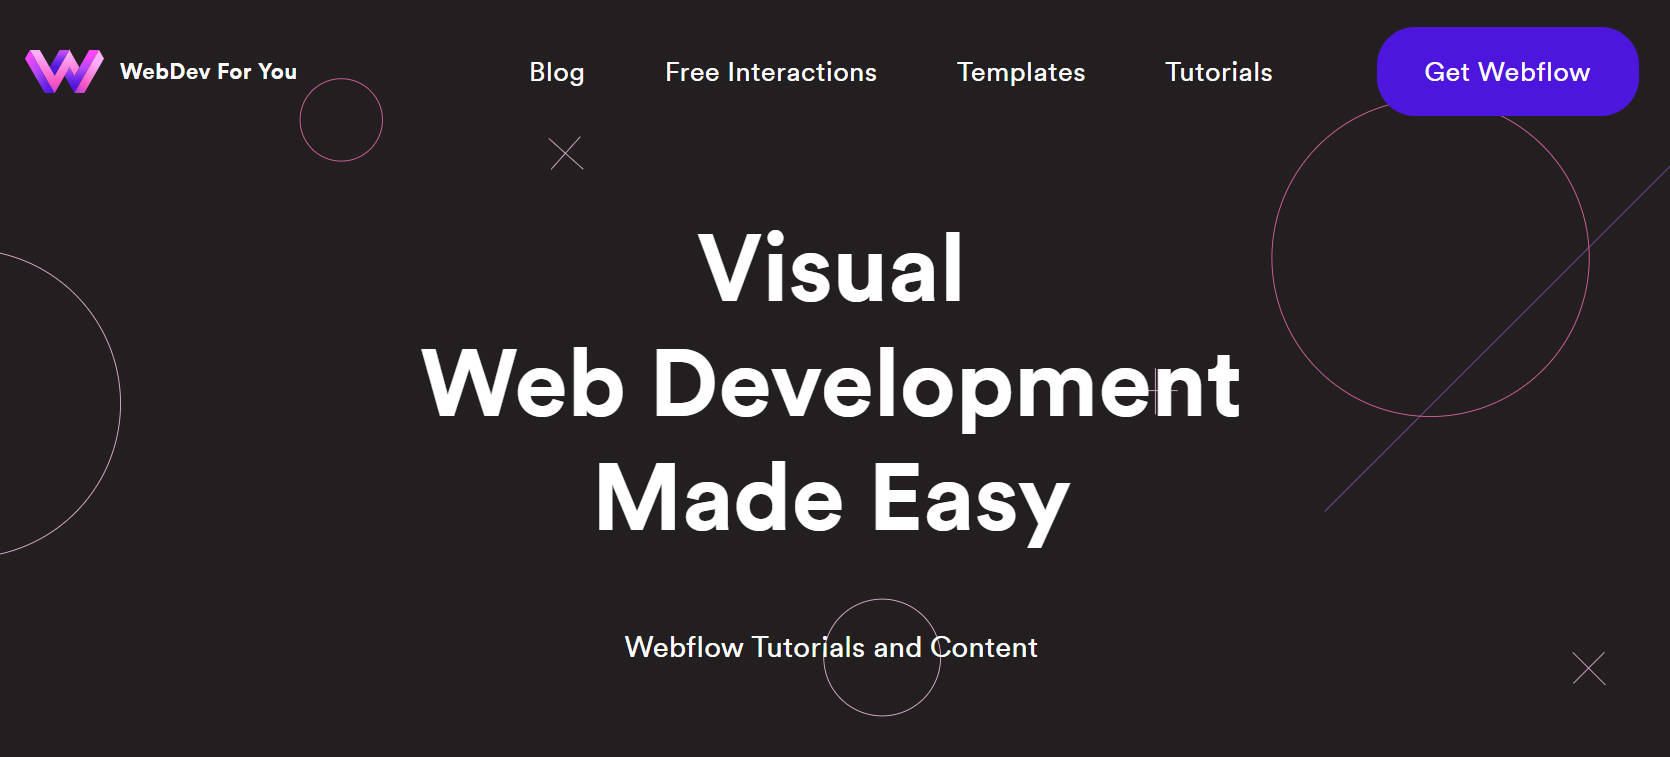 WebDev For You
Blog
Free Interactions
Templates
Tutorials
Get Webflow
Visual
Web Development
Made Easy
Webflow Tutorials and Content